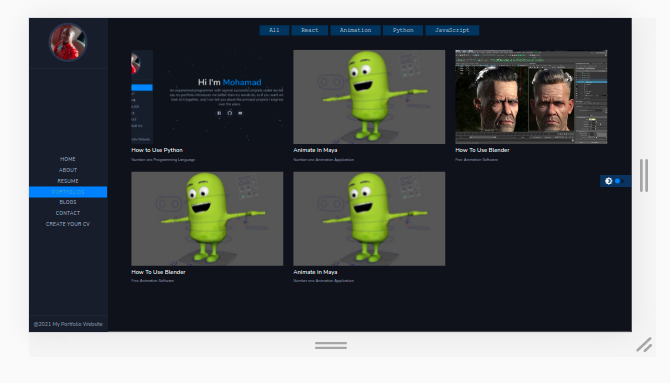 All React Animation Python JavaScript
Hi I'm Mohamad
How to Use Python
Number one Programming Language
Animate In Maya
Number one Animation Application
How To Use Blender
Free Animation Software
HOME
ABOUT
RESUME
PORTFOLIOS
BLOGS
CONTACT
CREATE YOUR CV
How To Use Blender
Free Animation Software
Animate In Maya
Number one Animation Application
@2021 My Portfolio Website